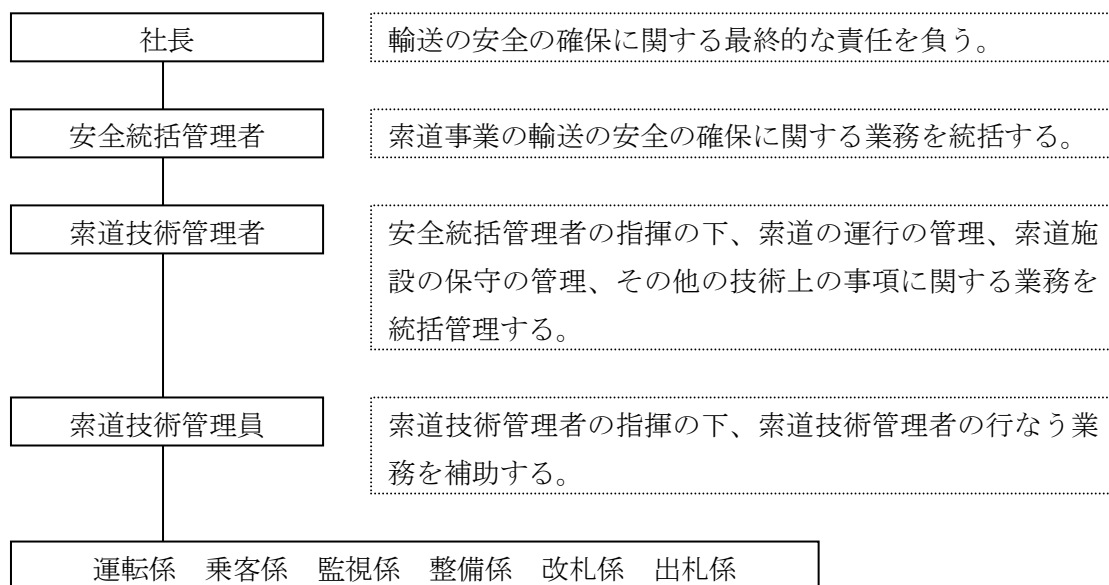 社長
輸送の安全の確保に関する最終的な責任を負う。
安全統括管理者
索道事業の輸送の安全の確保に関する業務を統括する。
索道技術管理者
安全統括管理者の指揮の下、索道の運行の管理、索道施
設の保守の管理、その他の技術上の事項に関する業務を
統括管理する。
索道技術管理員
索道技術管理者の指揮の下、索道技術管理者の行なう業
務を補助する。
運転係　乗客係　監視係　整備係　改札係　出札係